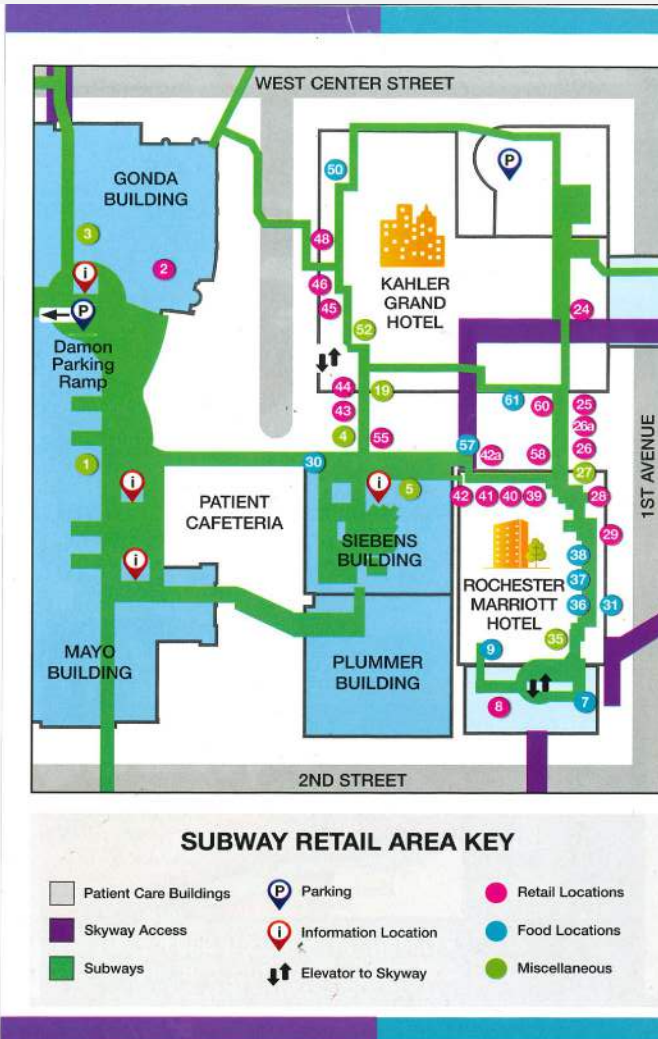 WEST CENTER STREET
GONDA
BUILDING
P
50
3
2
48
i
KAHLER
GRAND
HOTEL
46
45
24
P
Damon
Parking
Ramp
52
44
19
61
60
25
43
26a
4
55
57
42a
58
26
1
30
27
i
PATIENT
CAFETERIA
i
5
42
41
40
39
28
1ST AVENUE
29
SIEBENS
BUILDING
38
i
ROCHESTER
MARRIOTT
HOTEL
37
36
31
35
MAYO
BUILDING
PLUMMER
BUILDING
9
8
7
2ND STREET
SUBWAY RETAIL AREA KEY
Patient Care Buildings
P Parking
Retail Locations
Skyway Access
i Information Location
Food Locations
Subways
Elevator to Skyway
Miscellaneous